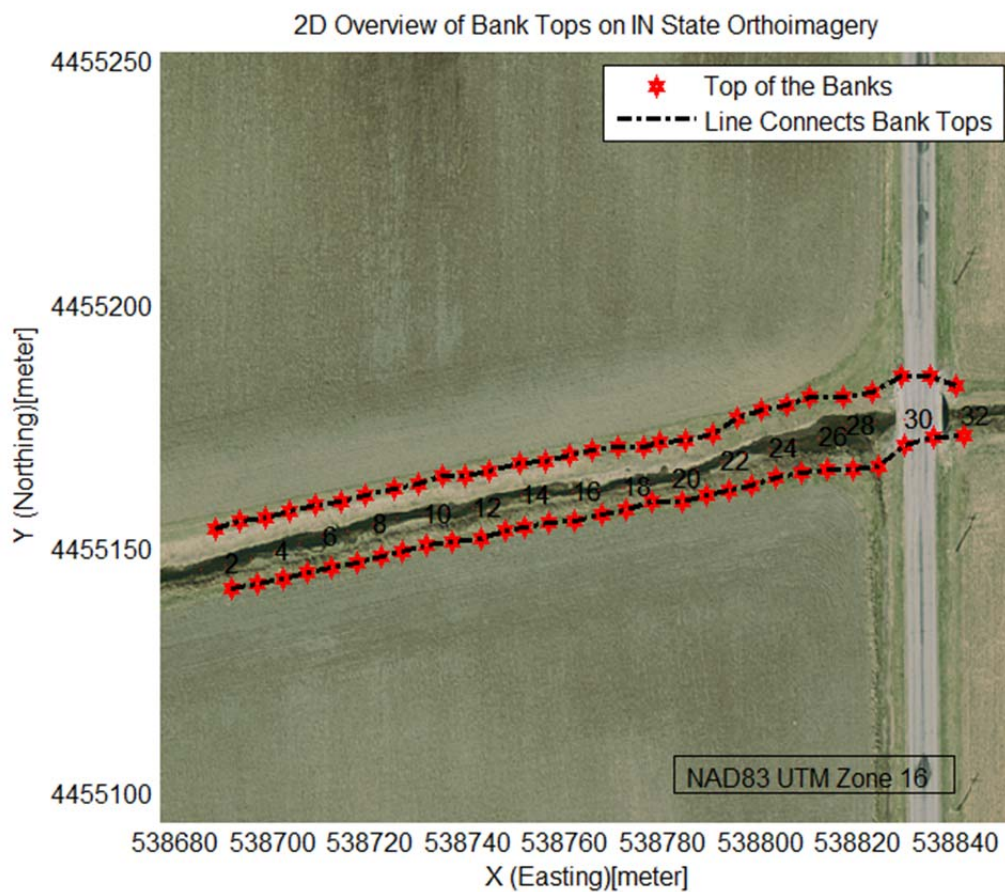 2D Overview of Bank Tops on IN State Orthoimagery
4455250
4455200
4455150
4455100
Y (Northing)[meter]
Top of the Banks
Line Connects Bank Tops
2
4
6
8
10
12
14
16
18
20
22
24
26
28
30
32
NAD83 UTM Zone 16
538680 538700 538720 538740 538760 538780 538800 538820 538840
X (Easting)[meter]